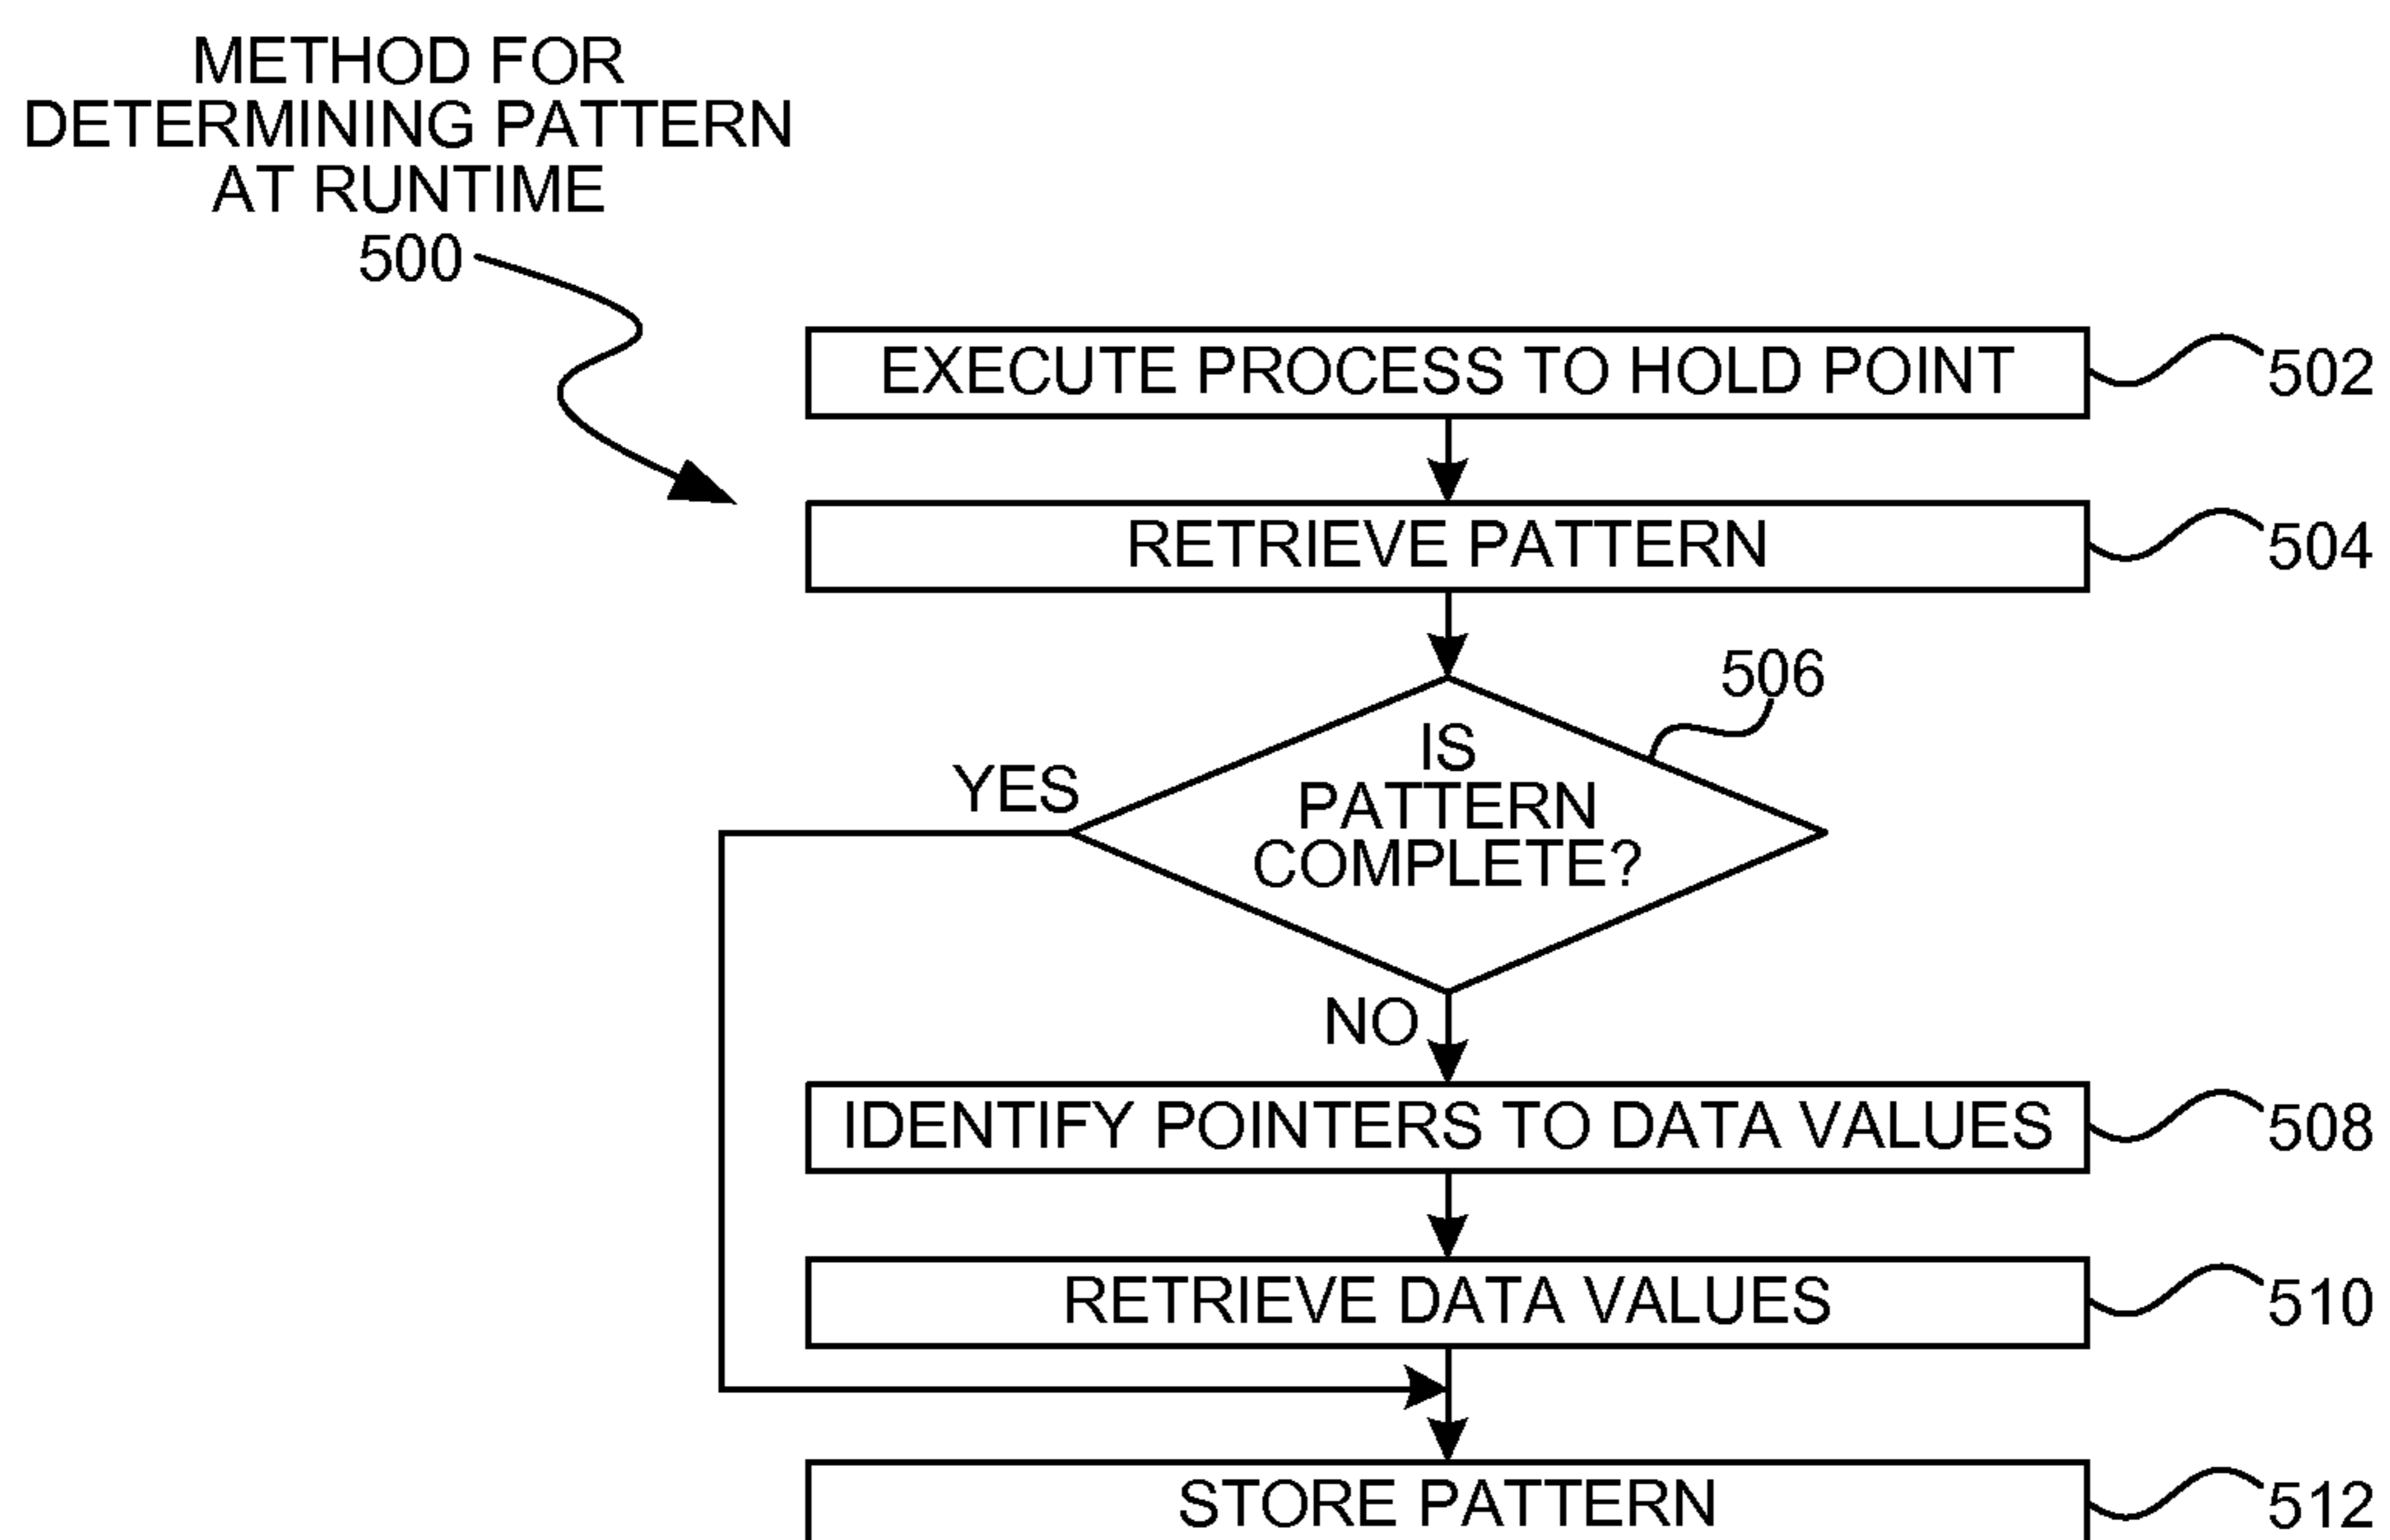 METHOD FOR
DETERMINING PATTERN
AT RUNTIME
500
EXECUTE PROCESS TO HOLD POINT
502
RETRIEVE PATTERN
504
506
IS
PATTERN
COMPLETE?
YES
NO
IDENTIFY POINTERS TO DATA VALUES
508
RETRIEVE DATA VALUES
510
STORE PATTERN
512